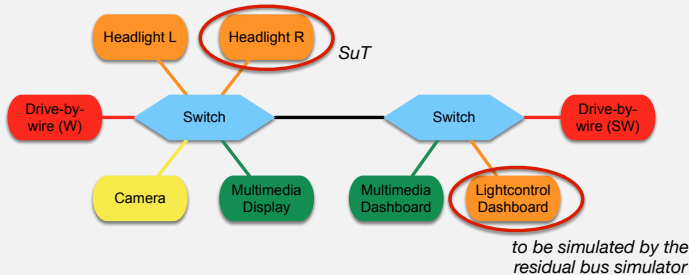 Headlight L
Headlight R
SuT
Drive-by-
wire (W)
Switch
Switch
Drive-by-
wire (SW)
Camera
Multimedia
Display
Multimedia
Dashboard
Lightcontrol
Dashboard
to be simulated by the
residual bus simulator